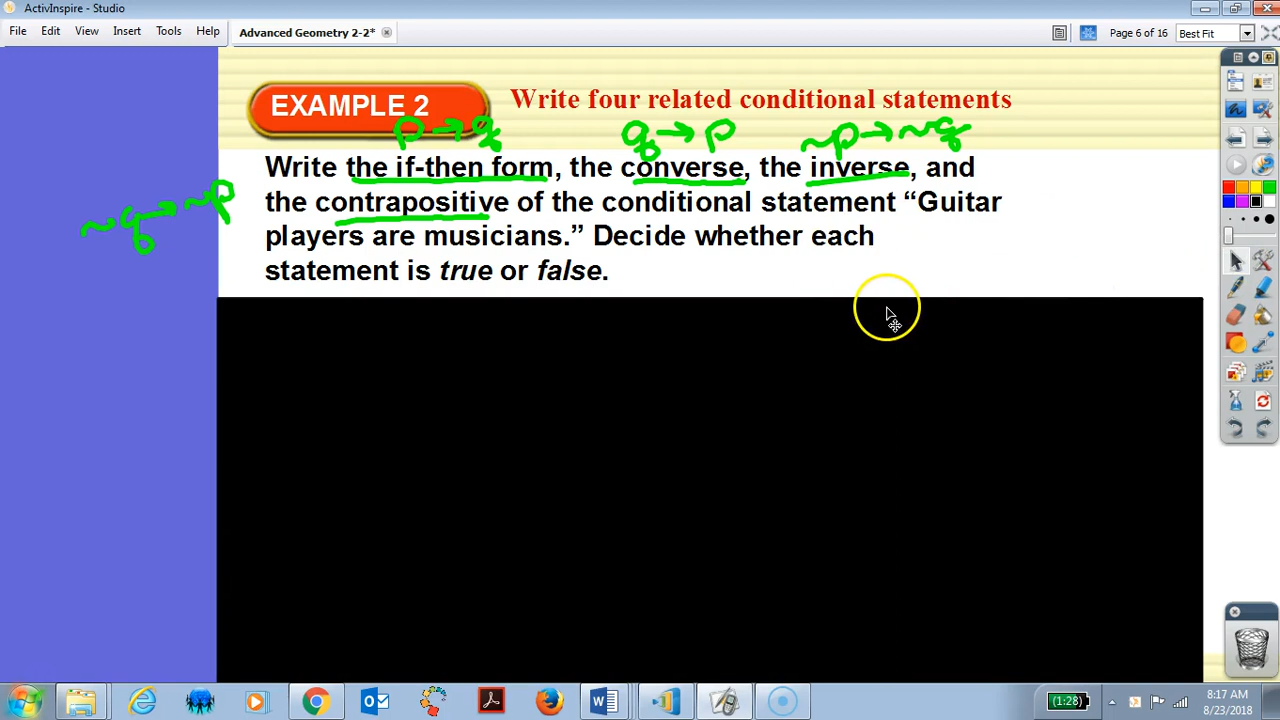 ActivInspire - Studio
File Edit View Insert Tools Help
Advanced Geometry 2-2*
Page 6 of 16
Best Fit
EXAMPLE 2
Write four related conditional statements
p→q q→p ~p→~q
Write the if-then form, the converse, the inverse, and
the contrapositive of the conditional statement “Guitar
players are musicians.” Decide whether each
statement is true or false.
~q→~p
(1:28)
8:17 AM
8/23/2018